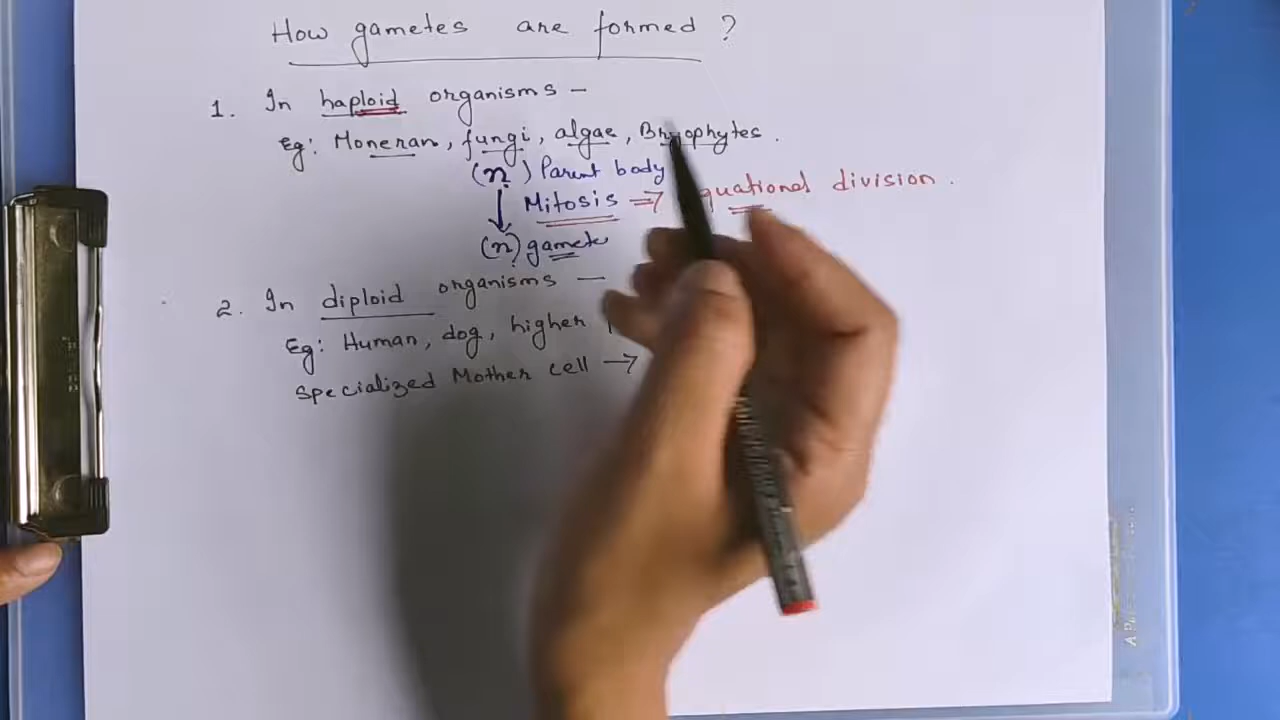 How gametes are formed ?
1. In haploid organisms –
Eg: Moneran, fungi, algae, Bryophytes.
(n) Parent body
Mitosis ⇒ quational division.
(n) gamete
2. In diploid organisms –
Eg: Human, dog, higher
specialized Mother cell →